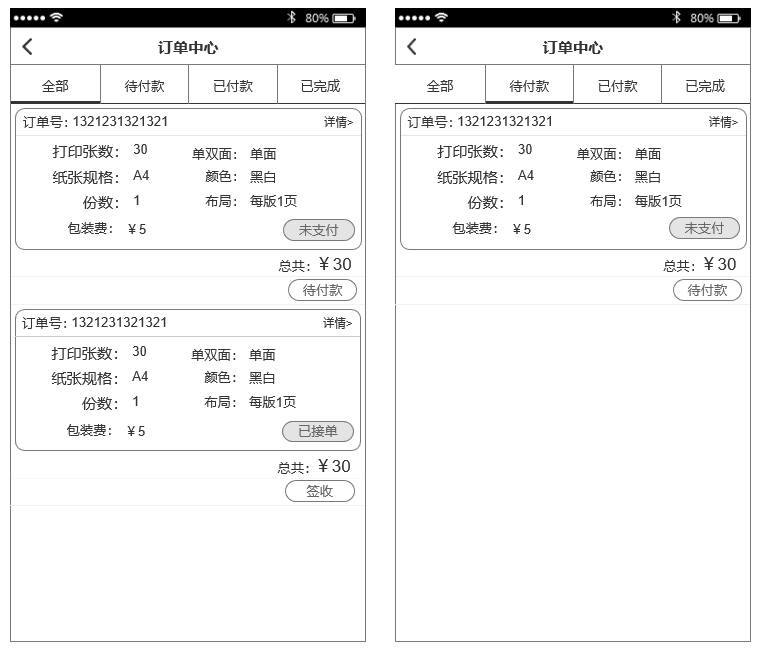 80%
订单中心
全部 待付款 已付款 已完成
订单号: 1321231321321 详情>
打印张数： 30 单双面： 单面
纸张规格： A4 颜色： 黑白
份数： 1 布局： 每版1页
包装费： ￥5 未支付
总共：￥30
待付款
订单号: 1321231321321 详情>
打印张数： 30 单双面： 单面
纸张规格： A4 颜色： 黑白
份数： 1 布局： 每版1页
包装费： ￥5 已接单
总共：￥30
签收
80%
订单中心
全部 待付款 已付款 已完成
订单号: 1321231321321 详情>
打印张数： 30 单双面： 单面
纸张规格： A4 颜色： 黑白
份数： 1 布局： 每版1页
包装费： ￥5 未支付
总共：￥30
待付款